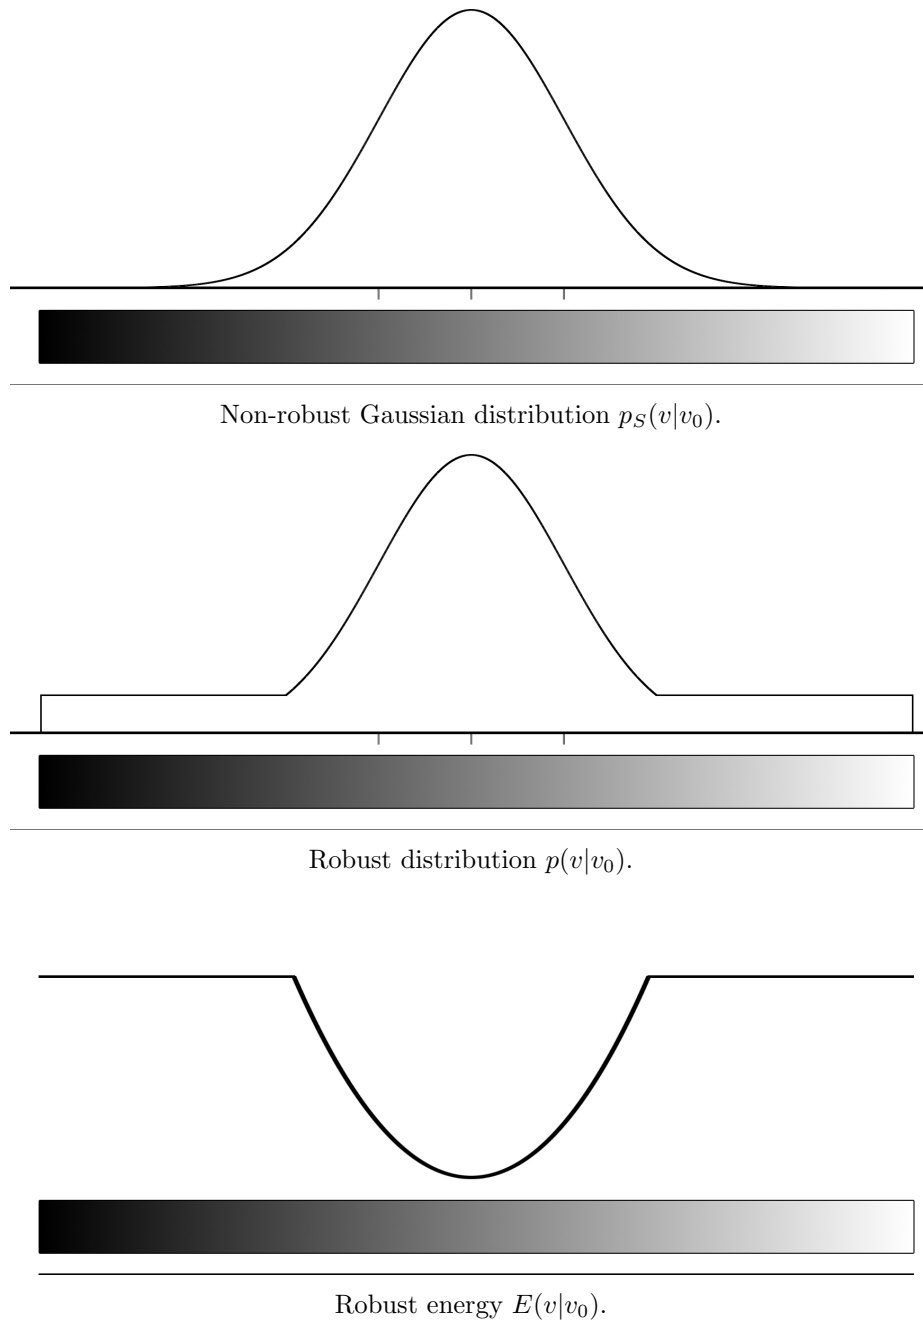 Non-robust Gaussian distribution $p_S(v|v_0)$.
Robust distribution $p(v|v_0)$.
Robust energy $E(v|v_0)$.